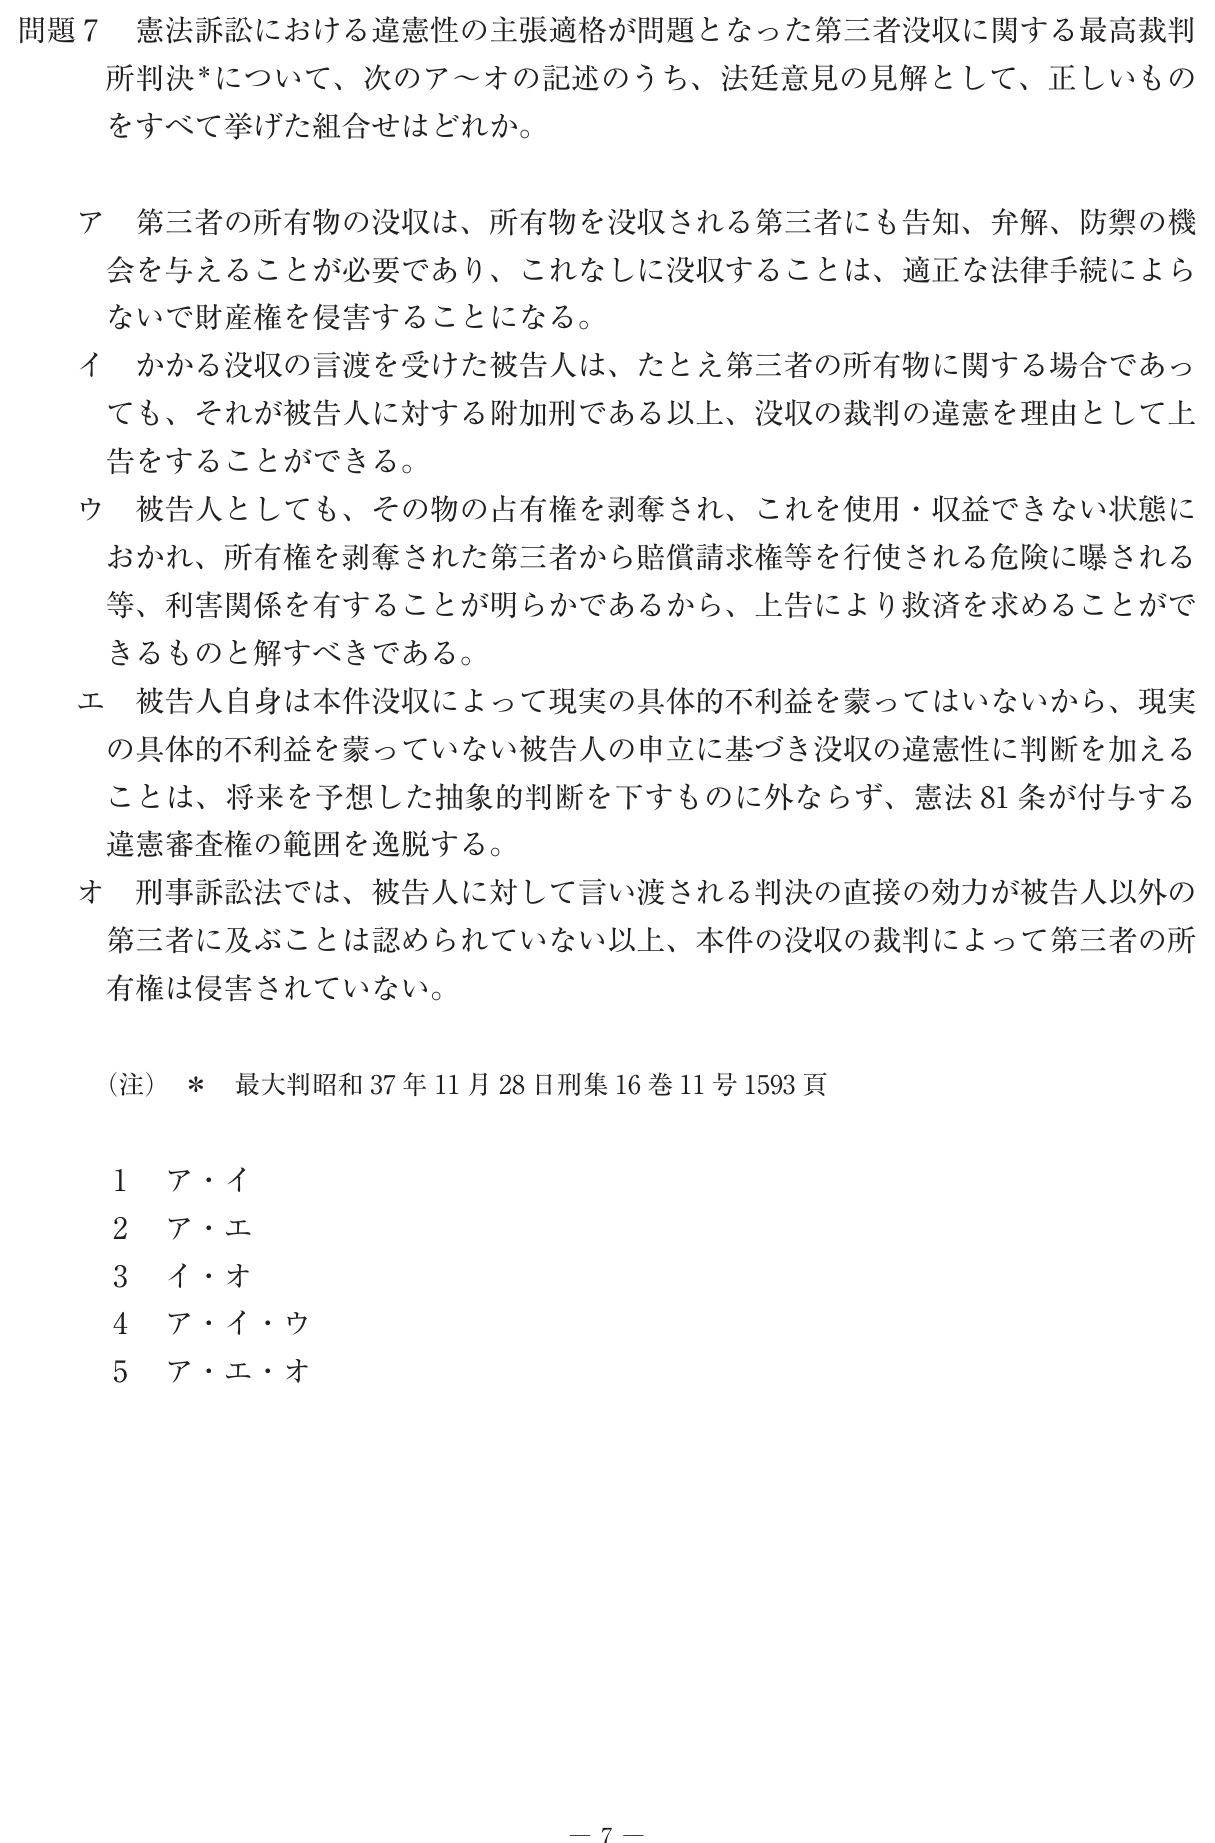 問題７　憲法訴訟における違憲性の主張適格が問題となった第三者没収に関する最高裁判
所判決*について、次のア～オの記述のうち、法廷意見の見解として、正しいもの
をすべて挙げた組合せはどれか。
ア　第三者の所有物の没収は、所有物を没収される第三者にも告知、弁解、防禦の機
会を与えることが必要であり、これなしに没収することは、適正な法律手続によら
ないで財産権を侵害することになる。
イ　かかる没収の言渡を受けた被告人は、たとえ第三者の所有物に関する場合であっ
ても、それが被告人に対する附加刑である以上、没収の裁判の違憲を理由として上
告をすることができる。
ウ　被告人としても、その物の占有権を剥奪され、これを使用・収益できない状態に
おかれ、所有権を剥奪された第三者から賠償請求権等を行使される危険に曝される
等、利害関係を有することが明らかであるから、上告により救済を求めることがで
きるものと解すべきである。
エ　被告人自身は本件没収によって現実の具体的不利益を蒙ってはいないから、現実
の具体的不利益を蒙っていない被告人の申立に基づき没収の違憲性に判断を加える
ことは、将来を予想した抽象的判断を下すものに外ならず、憲法 81 条が付与する
違憲審査権の範囲を逸脱する。
オ　刑事訴訟法では、被告人に対して言い渡される判決の直接の効力が被告人以外の
第三者に及ぶことは認められていない以上、本件の没収の裁判によって第三者の所
有権は侵害されていない。
（注）　＊　最大判昭和 37 年 11 月 28 日刑集 16 巻 11 号 1593 頁
1　ア・イ
2　ア・エ
3　イ・オ
4　ア・イ・ウ
5　ア・エ・オ
— 7 —